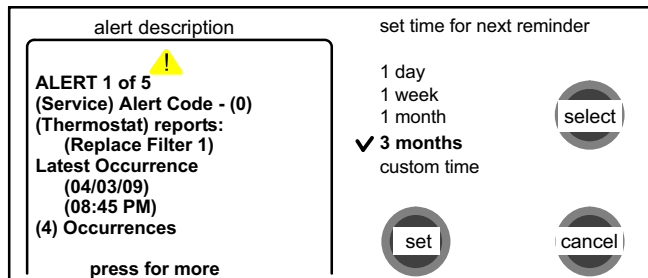 alert description
ALERT 1 of 5
(Service) Alert Code - (0)
(Thermostat) reports:
(Replace Filter 1)
Latest Occurrence
(04/03/09)
(08:45 PM)
(4) Occurrences
press for more
set time for next reminder
1 day
1 week
1 month
3 months
custom time
select
set
cancel